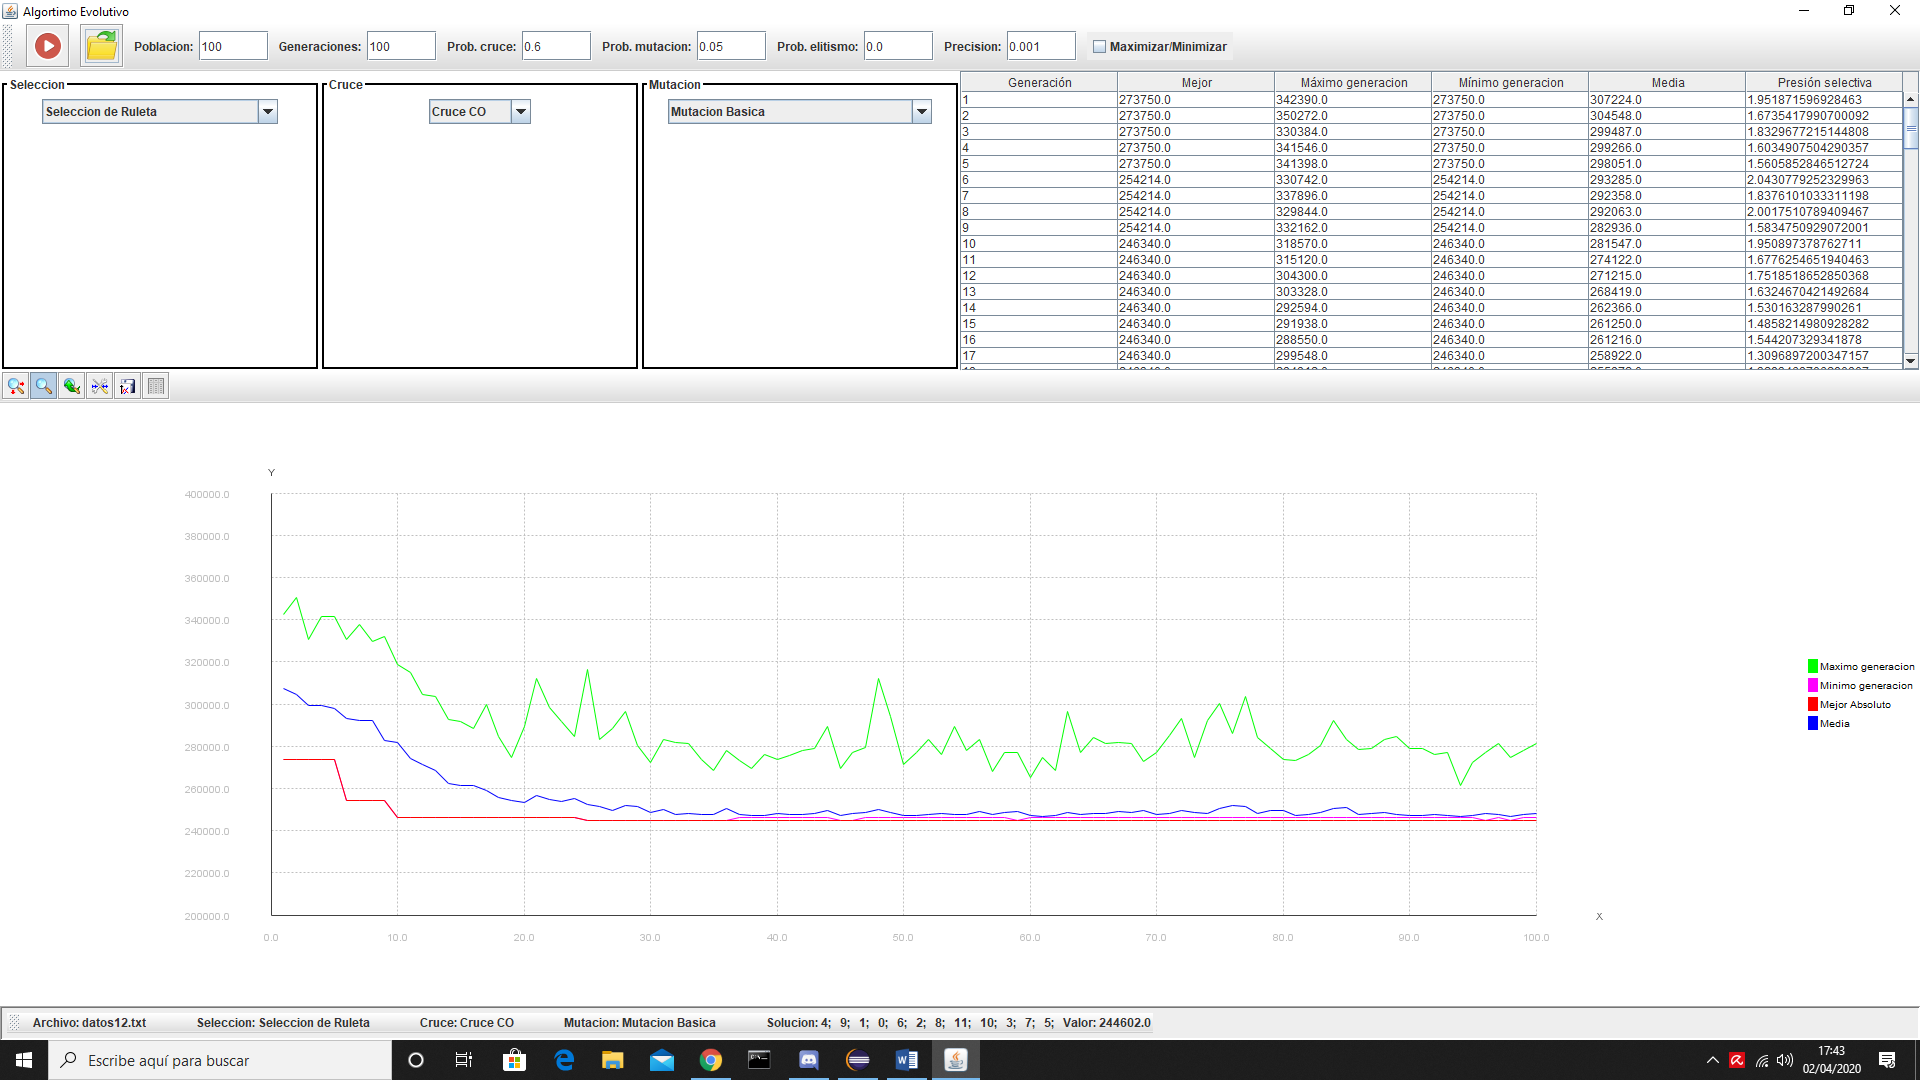 Algortimo Evolutivo
Poblacion: 100 Generaciones: 100 Prob. cruce: 0.6 Prob. mutacion: 0.05 Prob. elitismo: 0.0 Precision: 0.001 Maximizar/Minimizar
Seleccion Cruce Mutacion
Seleccion de Ruleta Cruce CO Mutacion Basica
Generación Mejor Máximo generacion Mínimo generacion Media Presión selectiva
1 273750.0 342390.0 273750.0 307224.0 1.951871596928463
2 273750.0 350272.0 273750.0 304548.0 1.6735417990700092
3 273750.0 330384.0 273750.0 299487.0 1.8329677215144808
4 273750.0 341546.0 273750.0 299266.0 1.6034907504290357
5 273750.0 341398.0 273750.0 298051.0 1.5605852846512724
6 254214.0 330742.0 254214.0 293285.0 2.0430779252329963
7 254214.0 337896.0 254214.0 292358.0 1.8376101033311198
8 254214.0 329844.0 254214.0 292063.0 2.0017510789409467
9 254214.0 332162.0 254214.0 282936.0 1.5834750929072001
10 246340.0 318570.0 246340.0 281547.0 1.950897378762711
11 246340.0 315120.0 246340.0 274122.0 1.6776254651940463
12 246340.0 304300.0 246340.0 271215.0 1.7518518652850368
13 246340.0 303328.0 246340.0 268419.0 1.6324670421492684
14 246340.0 292594.0 246340.0 262366.0 1.530163287990261
15 246340.0 291938.0 246340.0 261250.0 1.4858214980928282
16 246340.0 288550.0 246340.0 261216.0 1.544207329341878
17 246340.0 299548.0 246340.0 258922.0 1.3096897200347157
Y
400000.0
380000.0
360000.0
340000.0
320000.0
300000.0
280000.0
260000.0
240000.0
220000.0
200000.0
X
0.0 10.0 20.0 30.0 40.0 50.0 60.0 70.0 80.0 90.0 100.0
Maximo generacion
Minimo generacion
Mejor Absoluto
Media
Archivo: datos12.txt Seleccion: Seleccion de Ruleta Cruce: Cruce CO Mutacion: Mutacion Basica Solucion: 4; 9; 1; 0; 6; 2; 8; 11; 10; 3; 7; 5; Valor: 244602.0
Escribe aquí para buscar
17:43
02/04/2020